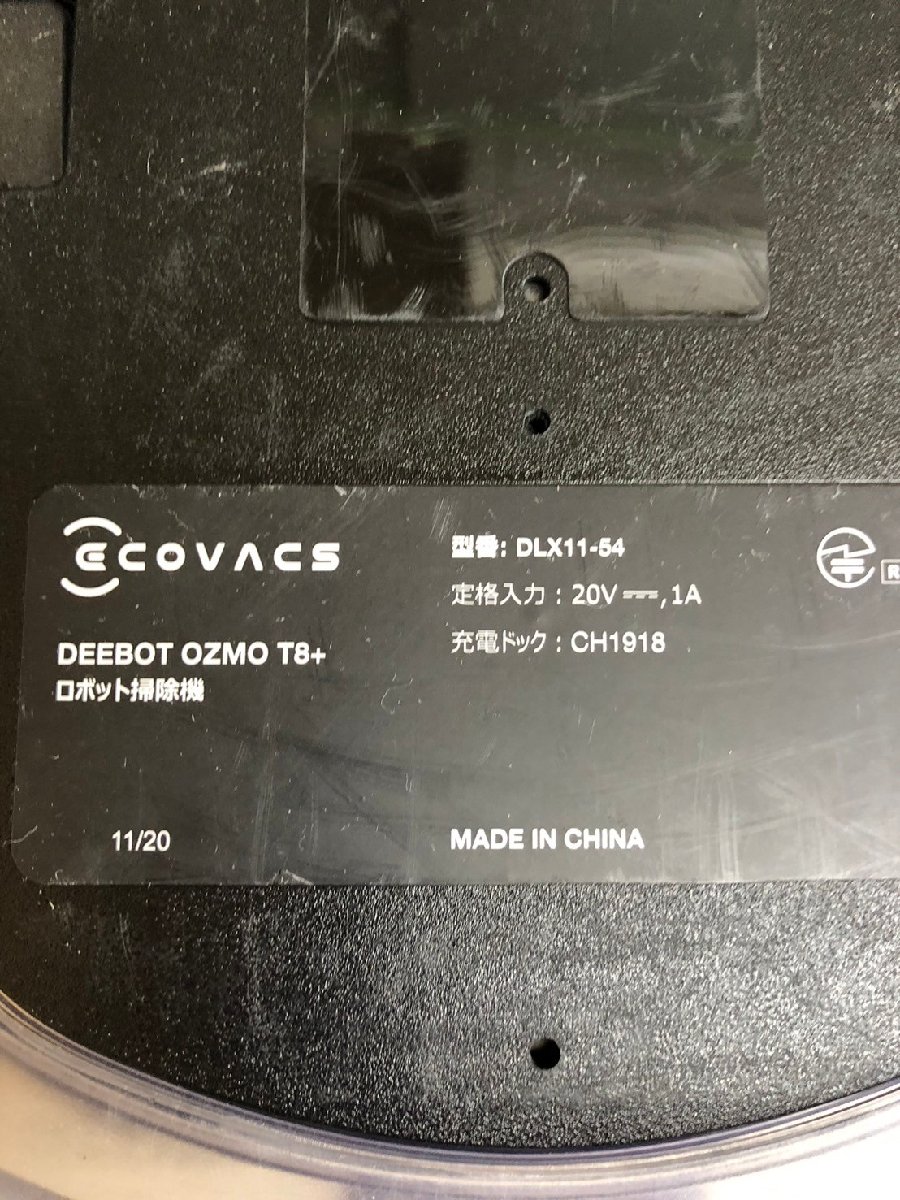 ECOVACS
DEEBOT OZMO T8+
ロボット掃除機
11/20
型番: DLX11-54
定格入力 : 20V ⎓, 1A
充電ドック : CH1918
MADE IN CHINA
R